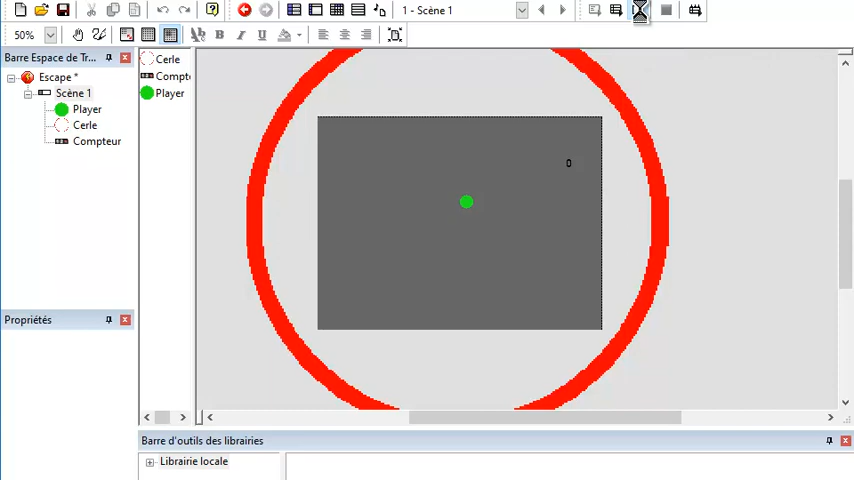 1 - Scène 1
50%
B I U
Barre Espace de Tr...
Escape *
Scène 1
Player
Cerle
Compteur
Cerle
Compt
Player
0
Propriétés
Barre d'outils des librairies
Librairie locale